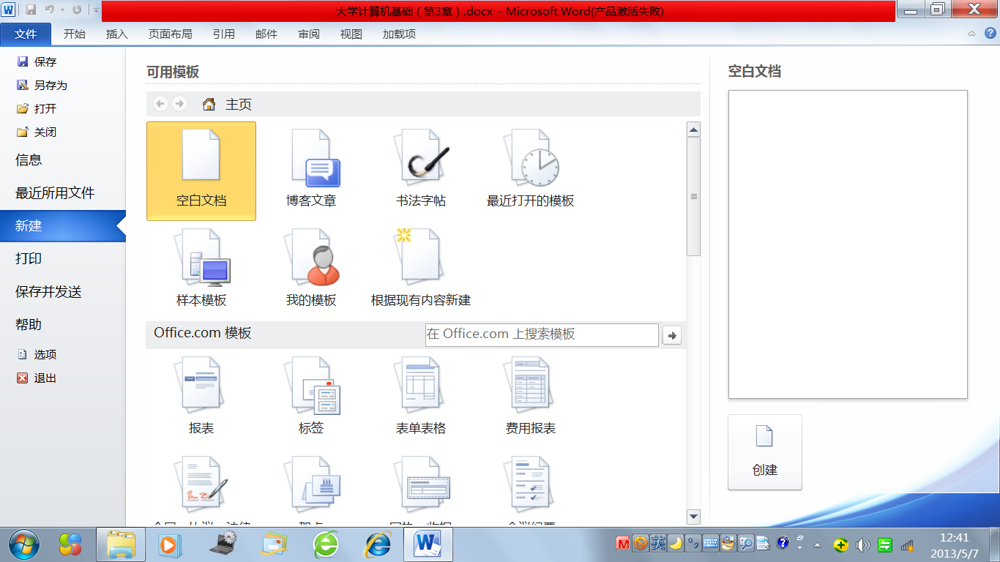 大学计算机基础（第3章）.docx - Microsoft Word(产品激活失败)
文件 开始 插入 页面布局 引用 邮件 审阅 视图 加载项
保存
另存为
打开
关闭
信息
最近所用文件
新建
打印
保存并发送
帮助
选项
退出
可用模板
主页
空白文档 博客文章 书法字帖 最近打开的模板
样本模板 我的模板 根据现有内容新建
Office.com 模板 在 Office.com 上搜索模板
报表 标签 表单表格 费用报表
空白文档
创建
英
12:41
2013/5/7